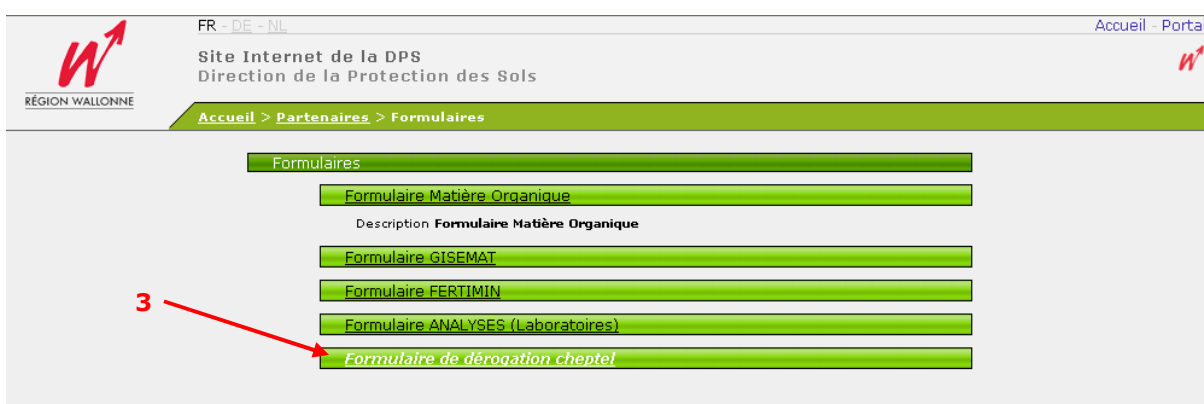 FR - DE - NL
Accueil - Porta
Site Internet de la DPS
Direction de la Protection des Sols
RÉGION WALLONNE
Accueil > Partenaires > Formulaires
Formulaires
Formulaire Matière Organique
Description Formulaire Matière Organique
Formulaire GISEMAT
Formulaire FERTIMIN
3
Formulaire ANALYSES (Laboratoires)
Formulaire de dérogation cheptel